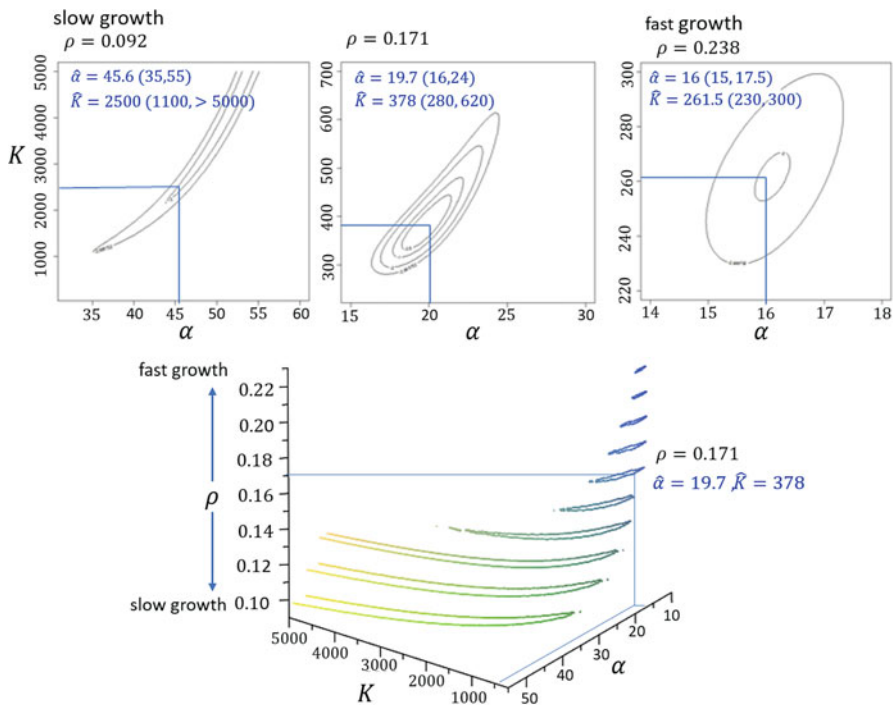 slow growth
ρ = 0.092
α̂ = 45.6 (35,55)
K̂ = 2500 (1100, > 5000)
5000
4000
3000
2000
1000
K
35 40 45 50 55 60
α
ρ = 0.171
α̂ = 19.7 (16,24)
K̂ = 378 (280, 620)
700
600
500
400
300
15 20 25 30
α
fast growth
ρ = 0.238
α̂ = 16 (15, 17.5)
K̂ = 261.5 (230, 300)
300
280
260
240
220
14 15 16 17 18
α
fast growth
ρ
slow growth
0.22
0.20
0.18
0.16
0.14
0.12
0.10
5000
4000
3000
2000
1000
K
50
40
30
20
10
α
ρ = 0.171
α̂ = 19.7 ,K̂ = 378